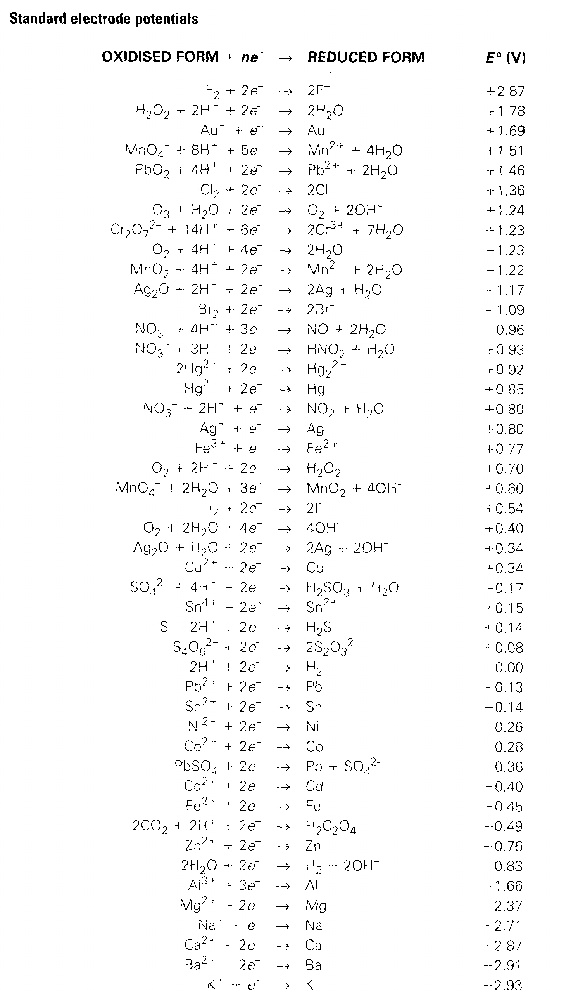 Standard electrode potentials
OXIDISED FORM + ne⁻ → REDUCED FORM E° (V)
F₂ + 2e⁻ → 2F⁻ +2.87
H₂O₂ + 2H⁺ + 2e⁻ → 2H₂O +1.78
Au⁺ + e⁻ → Au +1.69
MnO₄⁻ + 8H⁺ + 5e⁻ → Mn²⁺ + 4H₂O +1.51
PbO₂ + 4H⁺ + 2e⁻ → Pb²⁺ + 2H₂O +1.46
Cl₂ + 2e⁻ → 2Cl⁻ +1.36
O₃ + H₂O + 2e⁻ → O₂ + 2OH⁻ +1.24
Cr₂O₇²⁻ + 14H⁺ + 6e⁻ → 2Cr³⁺ + 7H₂O +1.23
O₂ + 4H⁺ + 4e⁻ → 2H₂O +1.23
MnO₂ + 4H⁺ + 2e⁻ → Mn²⁺ + 2H₂O +1.22
Ag₂O + 2H⁺ + 2e⁻ → 2Ag + H₂O +1.17
Br₂ + 2e⁻ → 2Br⁻ +1.09
NO₃⁻ + 4H⁺ + 3e⁻ → NO + 2H₂O +0.96
NO₃⁻ + 3H⁺ + 2e⁻ → HNO₂ + H₂O +0.93
2Hg²⁺ + 2e⁻ → Hg₂²⁺ +0.92
Hg²⁺ + 2e⁻ → Hg +0.85
NO₃⁻ + 2H⁺ + e⁻ → NO₂ + H₂O +0.80
Ag⁺ + e⁻ → Ag +0.80
Fe³⁺ + e⁻ → Fe²⁺ +0.77
O₂ + 2H⁺ + 2e⁻ → H₂O₂ +0.70
MnO₄⁻ + 2H₂O + 3e⁻ → MnO₂ + 4OH⁻ +0.60
I₂ + 2e⁻ → 2I⁻ +0.54
O₂ + 2H₂O + 4e⁻ → 4OH⁻ +0.40
Ag₂O + H₂O + 2e⁻ → 2Ag + 2OH⁻ +0.34
Cu²⁺ + 2e⁻ → Cu +0.34
SO₄²⁻ + 4H⁺ + 2e⁻ → H₂SO₃ + H₂O +0.17
Sn⁴⁺ + 2e⁻ → Sn²⁺ +0.15
S + 2H⁺ + 2e⁻ → H₂S +0.14
S₄O₆²⁻ + 2e⁻ → 2S₂O₃²⁻ +0.08
2H⁺ + 2e⁻ → H₂ 0.00
Pb²⁺ + 2e⁻ → Pb −0.13
Sn²⁺ + 2e⁻ → Sn −0.14
Ni²⁺ + 2e⁻ → Ni −0.26
Co²⁺ + 2e⁻ → Co −0.28
PbSO₄ + 2e⁻ → Pb + SO₄²⁻ −0.36
Cd²⁺ + 2e⁻ → Cd −0.40
Fe²⁺ + 2e⁻ → Fe −0.45
2CO₂ + 2H⁺ + 2e⁻ → H₂C₂O₄ −0.49
Zn²⁺ + 2e⁻ → Zn −0.76
2H₂O + 2e⁻ → H₂ + 2OH⁻ −0.83
Al³⁺ + 3e⁻ → Al −1.66
Mg²⁺ + 2e⁻ → Mg −2.37
Na⁺ + e⁻ → Na −2.71
Ca²⁺ + 2e⁻ → Ca −2.87
Ba²⁺ + 2e⁻ → Ba −2.91
K⁺ + e⁻ → K −2.93